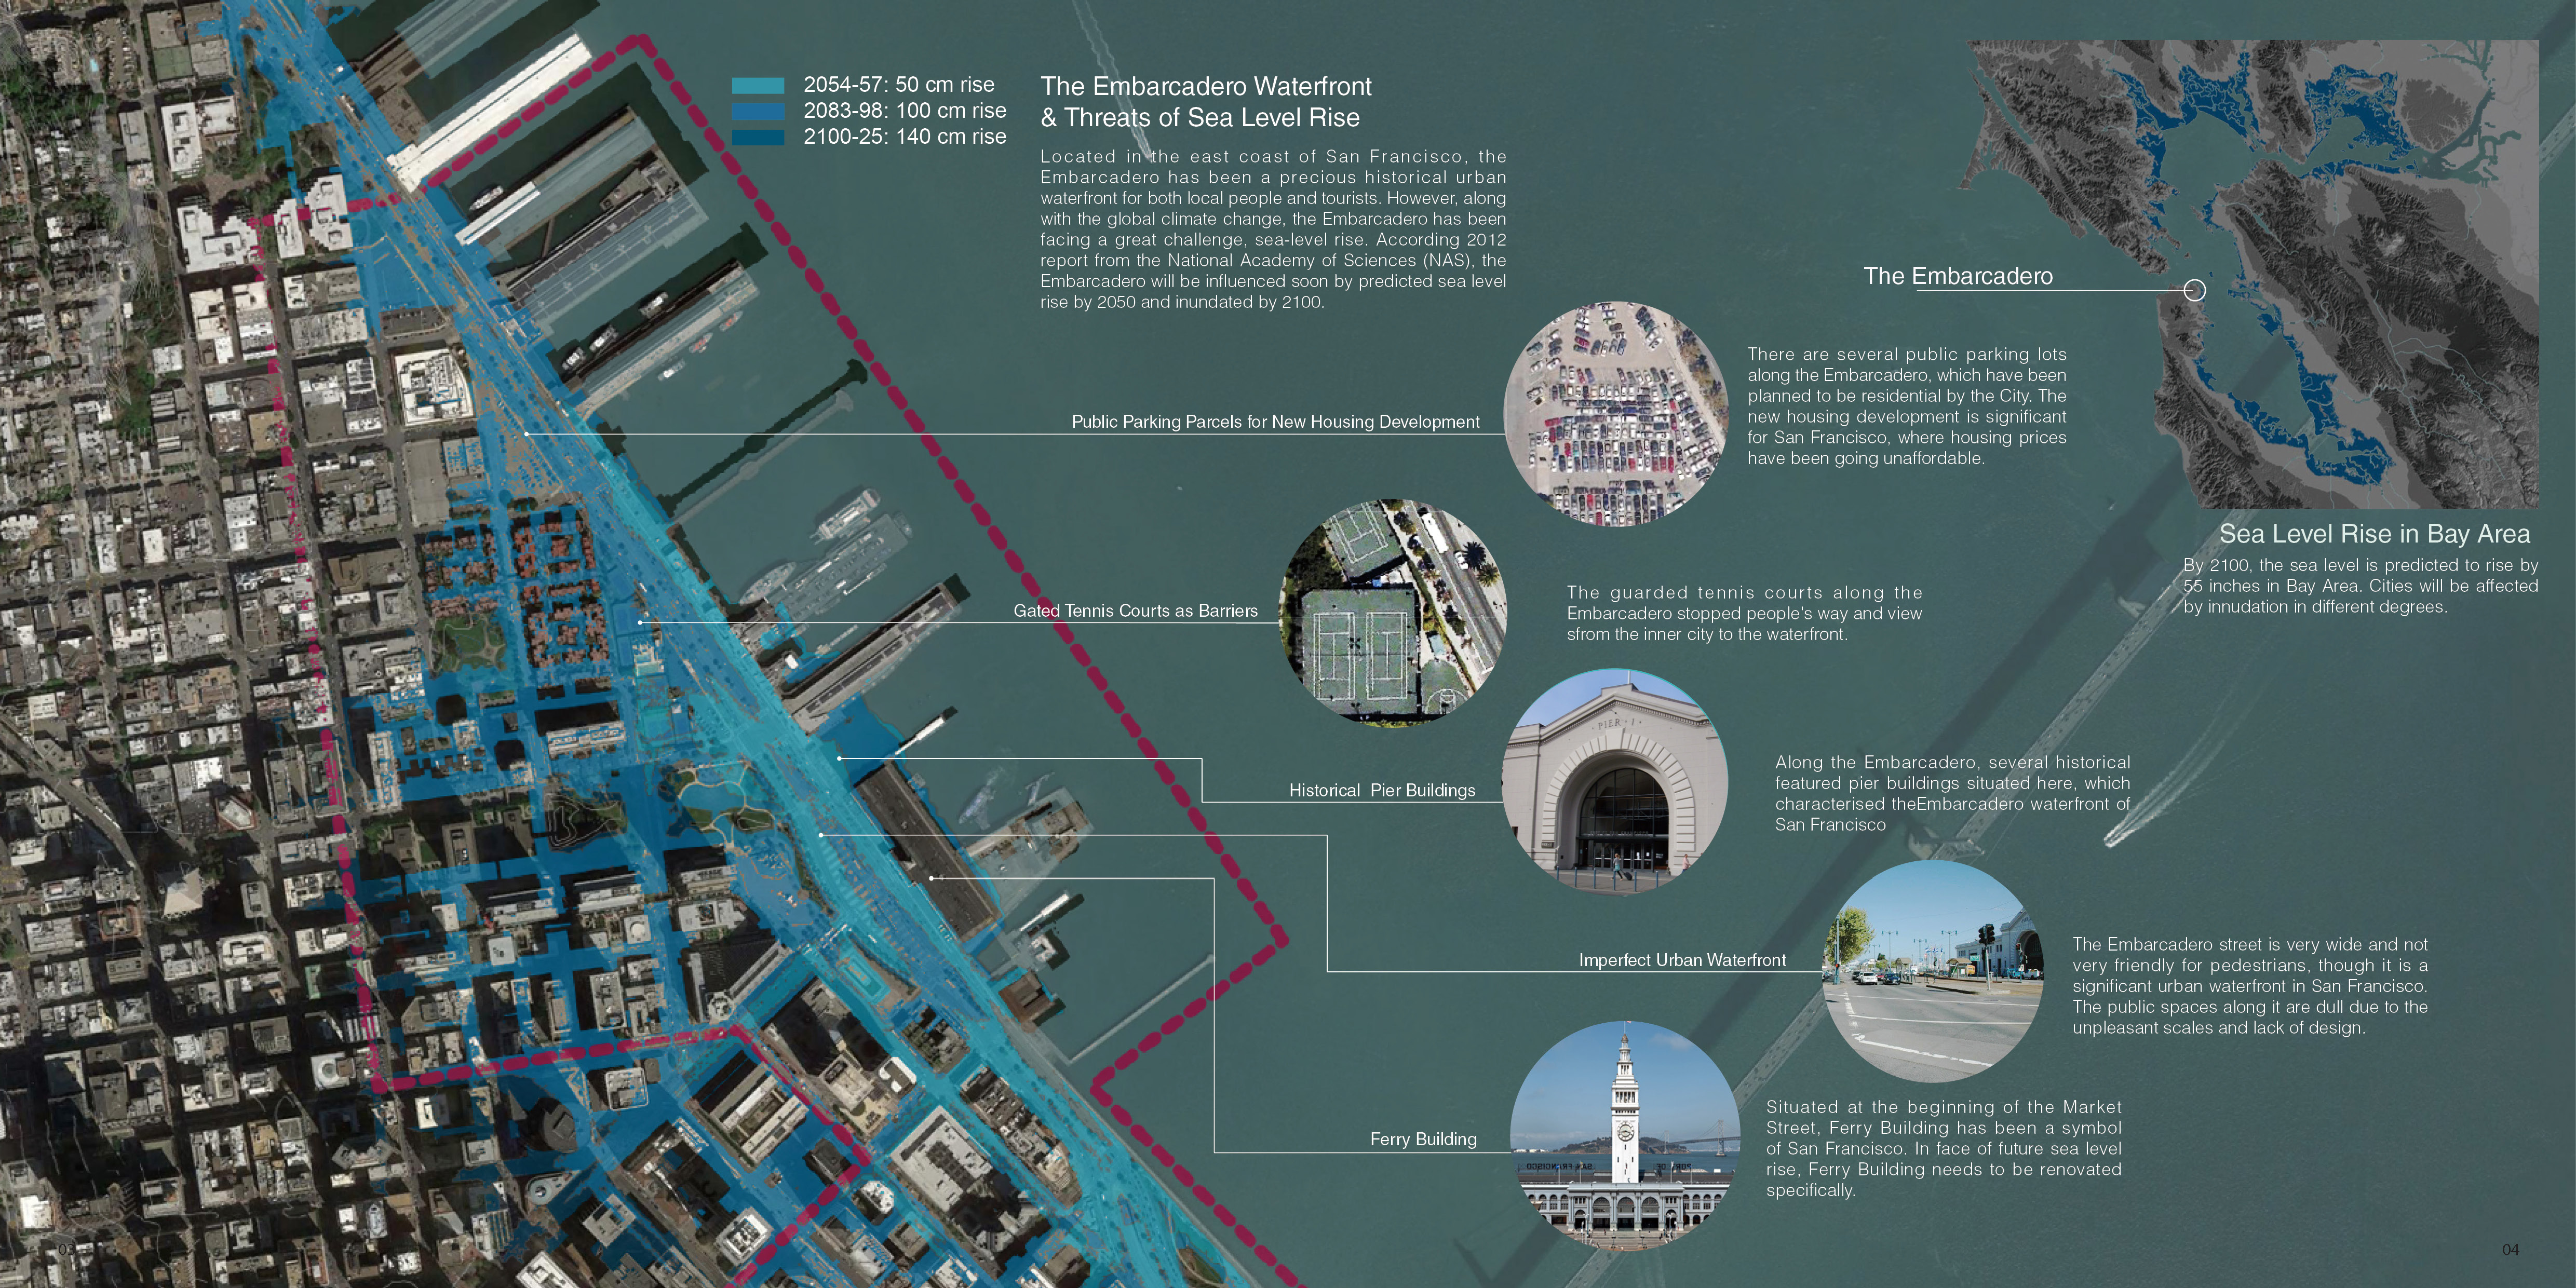 2054-57: 50 cm rise
2083-98: 100 cm rise
2100-25: 140 cm rise
The Embarcadero Waterfront
& Threats of Sea Level Rise
Located in the east coast of San Francisco, the
Embarcadero has been a precious historical urban
waterfront for both local people and tourists. However, along
with the global climate change, the Embarcadero has been
facing a great challenge, sea-level rise. According 2012
report from the National Academy of Sciences (NAS), the
Embarcadero will be influenced soon by predicted sea level
rise by 2050 and inundated by 2100.
The Embarcadero
Public Parking Parcels for New Housing Development
There are several public parking lots
along the Embarcadero, which have been
planned to be residential by the City. The
new housing development is significant
for San Francisco, where housing prices
have been going unaffordable.
Sea Level Rise in Bay Area
By 2100, the sea level is predicted to rise by
55 inches in Bay Area. Cities will be affected
by innudation in different degrees.
Gated Tennis Courts as Barriers
The guarded tennis courts along the
Embarcadero stopped people's way and view
sfrom the inner city to the waterfront.
PIER · 1 ·
Historical Pier Buildings
Along the Embarcadero, several historical
featured pier buildings situated here, which
characterised theEmbarcadero waterfront of
San Francisco
Imperfect Urban Waterfront
The Embarcadero street is very wide and not
very friendly for pedestrians, though it is a
significant urban waterfront in San Francisco.
The public spaces along it are dull due to the
unpleasant scales and lack of design.
Ferry Building
SAN FRANCISCO
PORT OF
Situated at the beginning of the Market
Street, Ferry Building has been a symbol
of San Francisco. In face of future sea level
rise, Ferry Building needs to be renovated
specifically.
03
04